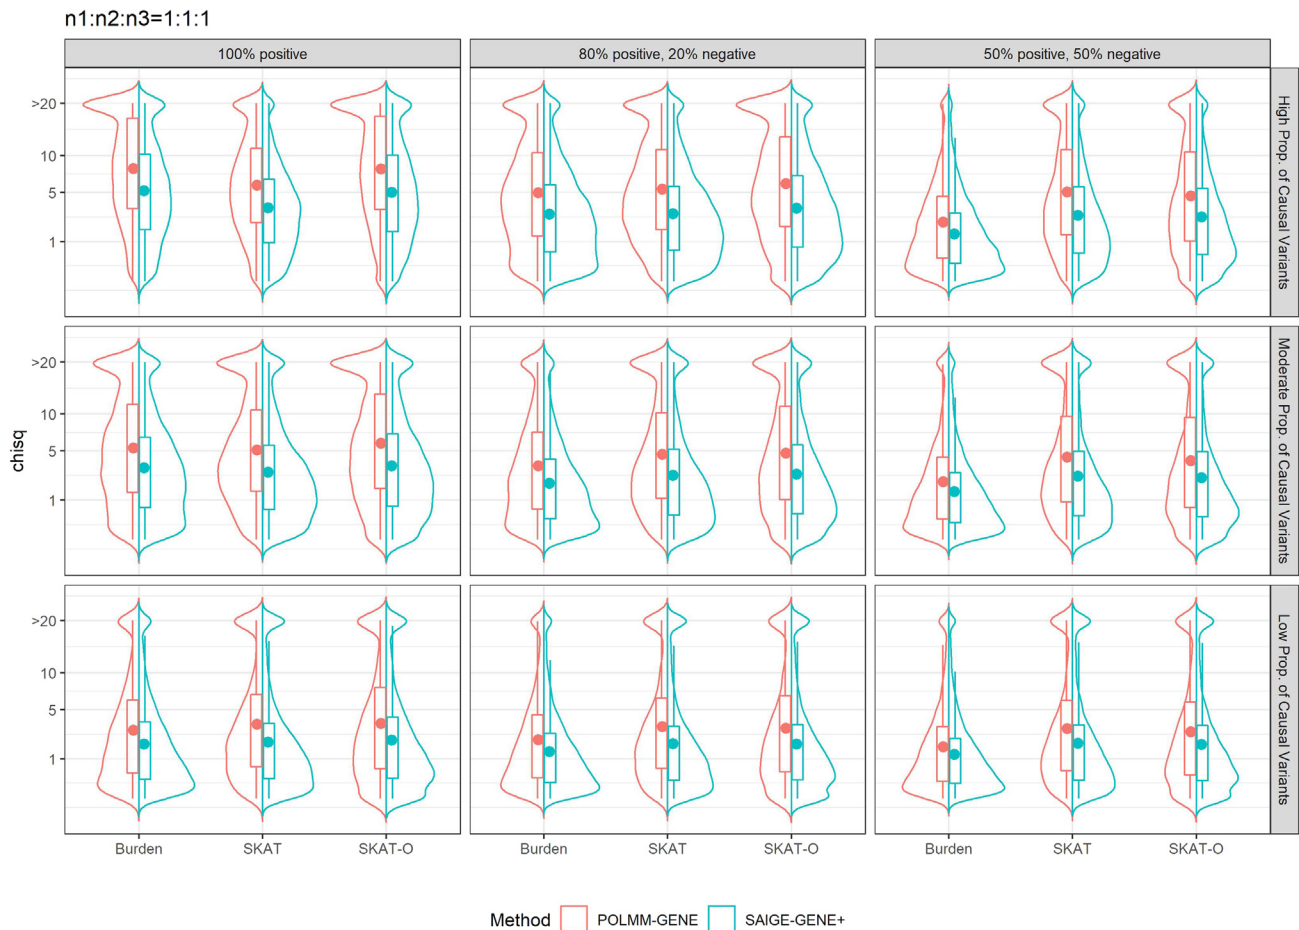 n1:n2:n3=1:1:1
100% positive
80% positive, 20% negative
50% positive, 50% negative
>20
10
5
1
High Prop. of Causal Variants
chisq
>20
10
5
1
Moderate Prop. of Causal Variants
>20
10
5
1
Low Prop. of Causal Variants
Burden
SKAT
SKAT-O
Burden
SKAT
SKAT-O
Burden
SKAT
SKAT-O
Method
POLMM-GENE
SAIGE-GENE+